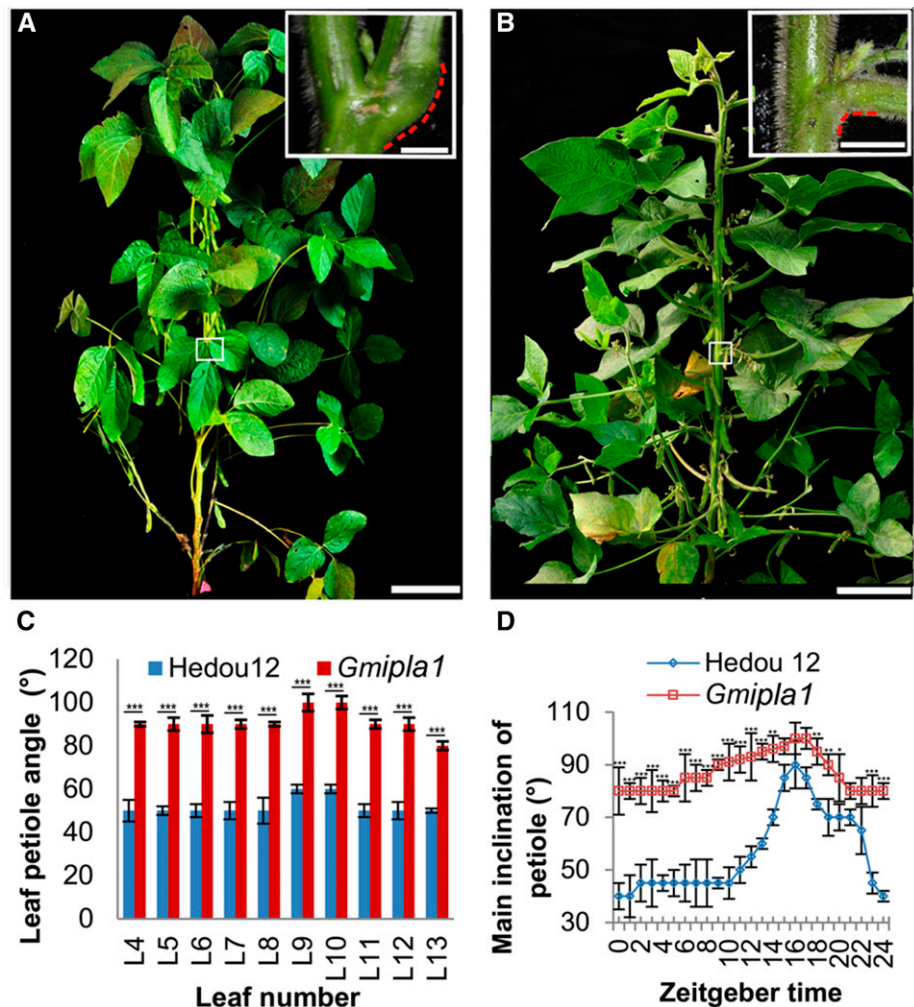 A
B
C
Hedou12 Gmipla1
Leaf petiole angle (°)
120
100
80
60
40
20
0
*** *** *** *** *** *** *** *** *** ***
L4 L5 L6 L7 L8 L9 L10 L11 L12 L13
Leaf number
D
Hedou 12
Gmipla1
Main inclination of
petiole (°)
110
90
70
50
30
0 2 4 6 8 10 12 14 16 18 20 22 24
Zeitgeber time